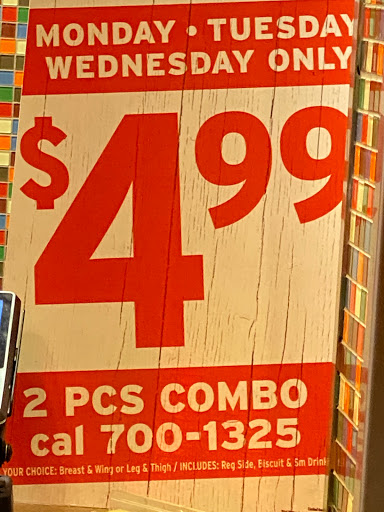 MONDAY • TUESDAY
WEDNESDAY ONLY
$4.99
2 PCS COMBO
cal 700-1325
YOUR CHOICE: Breast & Wing or Leg & Thigh / INCLUDES: Reg Side, Biscuit & Sm Drink